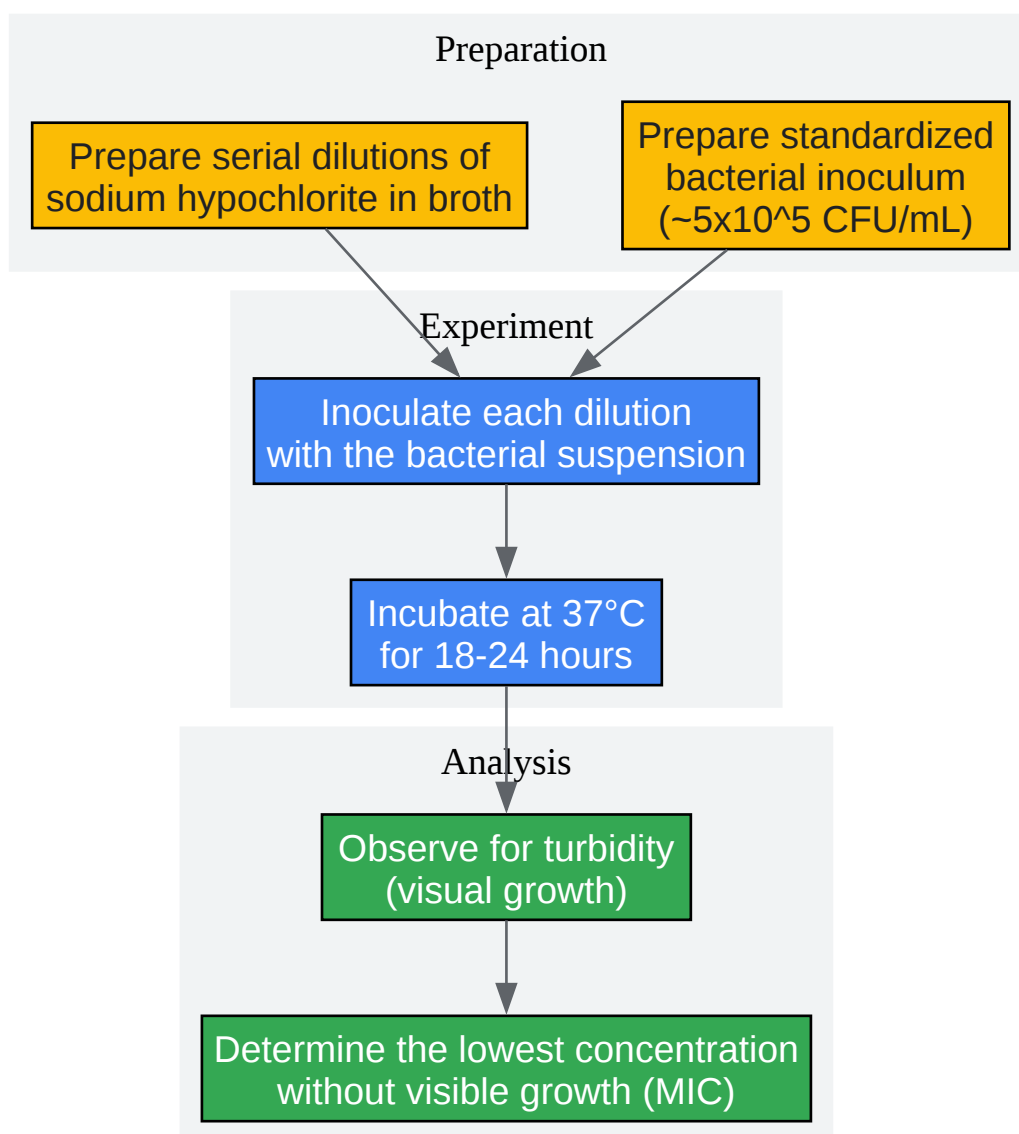 Preparation
Prepare serial dilutions of
sodium hypochlorite in broth
Prepare standardized
bacterial inoculum
(~5x10^5 CFU/mL)
Experiment
Inoculate each dilution
with the bacterial suspension
Incubate at 37°C
for 18-24 hours
Analysis
Observe for turbidity
(visual growth)
Determine the lowest concentration
without visible growth (MIC)